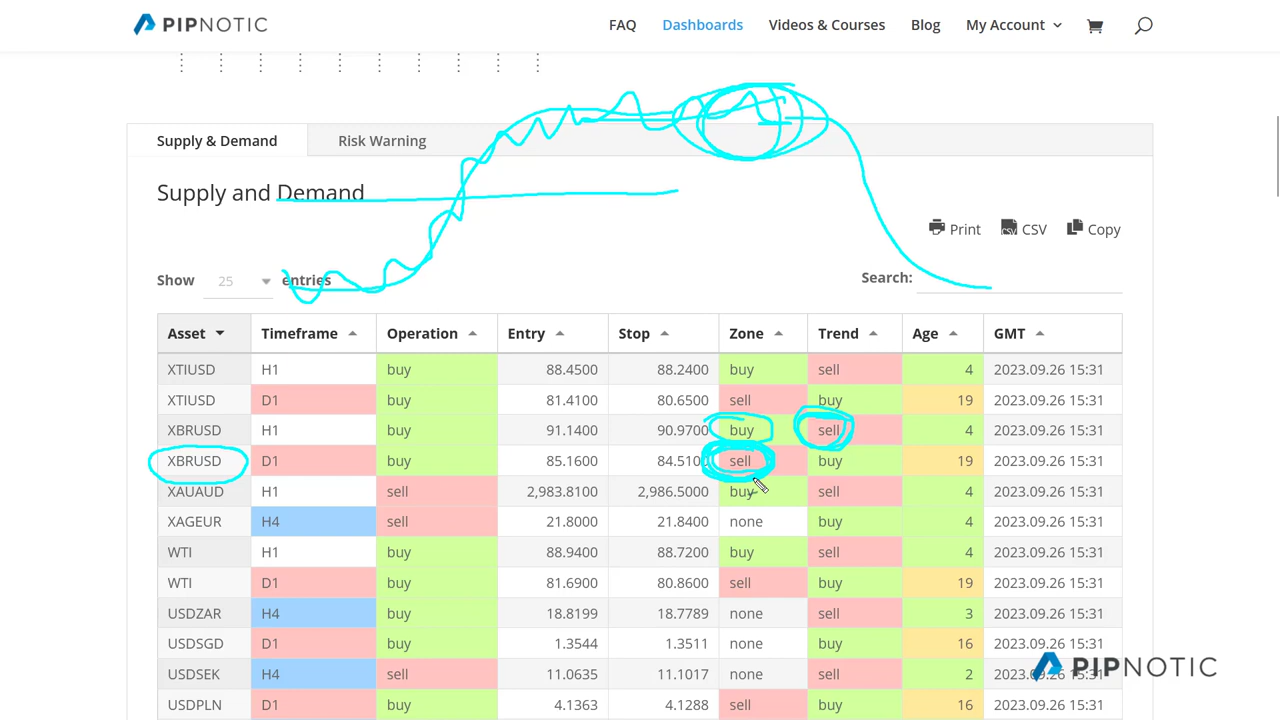 PIPNOTIC FAQ Dashboards Videos & Courses Blog My Account
Supply & Demand Risk Warning
Supply and Demand
Print CSV Copy
Show 25 entries Search:
Asset Timeframe Operation Entry Stop Zone Trend Age GMT
XTIUSD H1 buy 88.4500 88.2400 buy sell 4 2023.09.26 15:31
XTIUSD D1 buy 81.4100 80.6500 sell buy 19 2023.09.26 15:31
XBRUSD H1 buy 91.1400 90.9700 buy sell 4 2023.09.26 15:31
XBRUSD D1 buy 85.1600 84.5100 sell buy 19 2023.09.26 15:31
XAUAUD H1 sell 2,983.8100 2,986.5000 buy sell 4 2023.09.26 15:31
XAGEUR H4 sell 21.8000 21.8400 none buy 4 2023.09.26 15:31
WTI H1 buy 88.9400 88.7200 buy sell 4 2023.09.26 15:31
WTI D1 buy 81.6900 80.8600 sell buy 19 2023.09.26 15:31
USDZAR H4 buy 18.8199 18.7789 none sell 3 2023.09.26 15:31
USDSGD D1 buy 1.3544 1.3511 none buy 16 2023.09.26 15:31
USDSEK H4 sell 11.0635 11.1017 none sell 2 2023.09.26 15:31
USDPLN D1 buy 4.1363 4.1288 sell buy 16 2023.09.26 15:31
PIPNOTIC